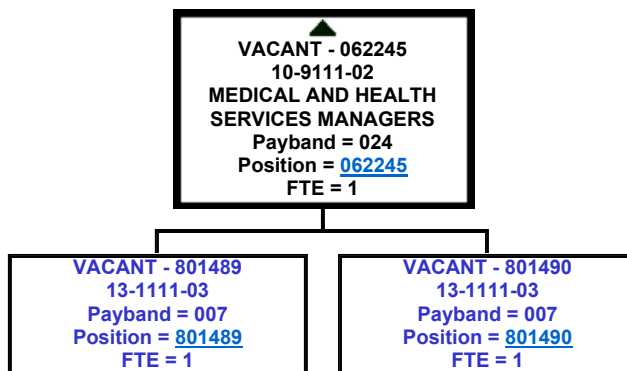 VACANT - 062245
10-9111-02
MEDICAL AND HEALTH
SERVICES MANAGERS
Payband = 024
Position = 062245
FTE = 1
VACANT - 801489
13-1111-03
Payband = 007
Position = 801489
FTE = 1
VACANT - 801490
13-1111-03
Payband = 007
Position = 801490
FTE = 1